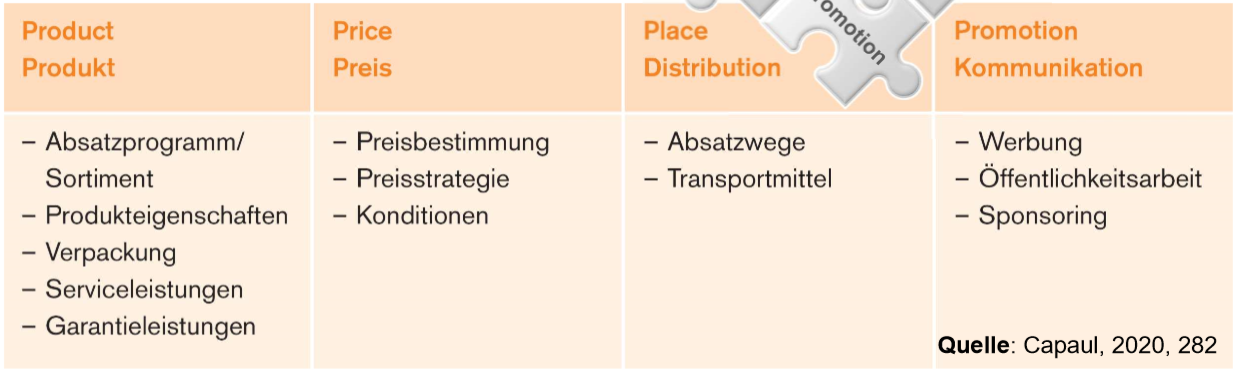 Product
Produkt
Price
Preis
Place
Distribution
omotion
Promotion
Kommunikation
– Absatzprogramm/
Sortiment
– Produkteigenschaften
– Verpackung
– Serviceleistungen
– Garantieleistungen
– Preisbestimmung
– Preisstrategie
– Konditionen
– Absatzwege
– Transportmittel
– Werbung
– Öffentlichkeitsarbeit
– Sponsoring
Quelle: Capaul, 2020, 282